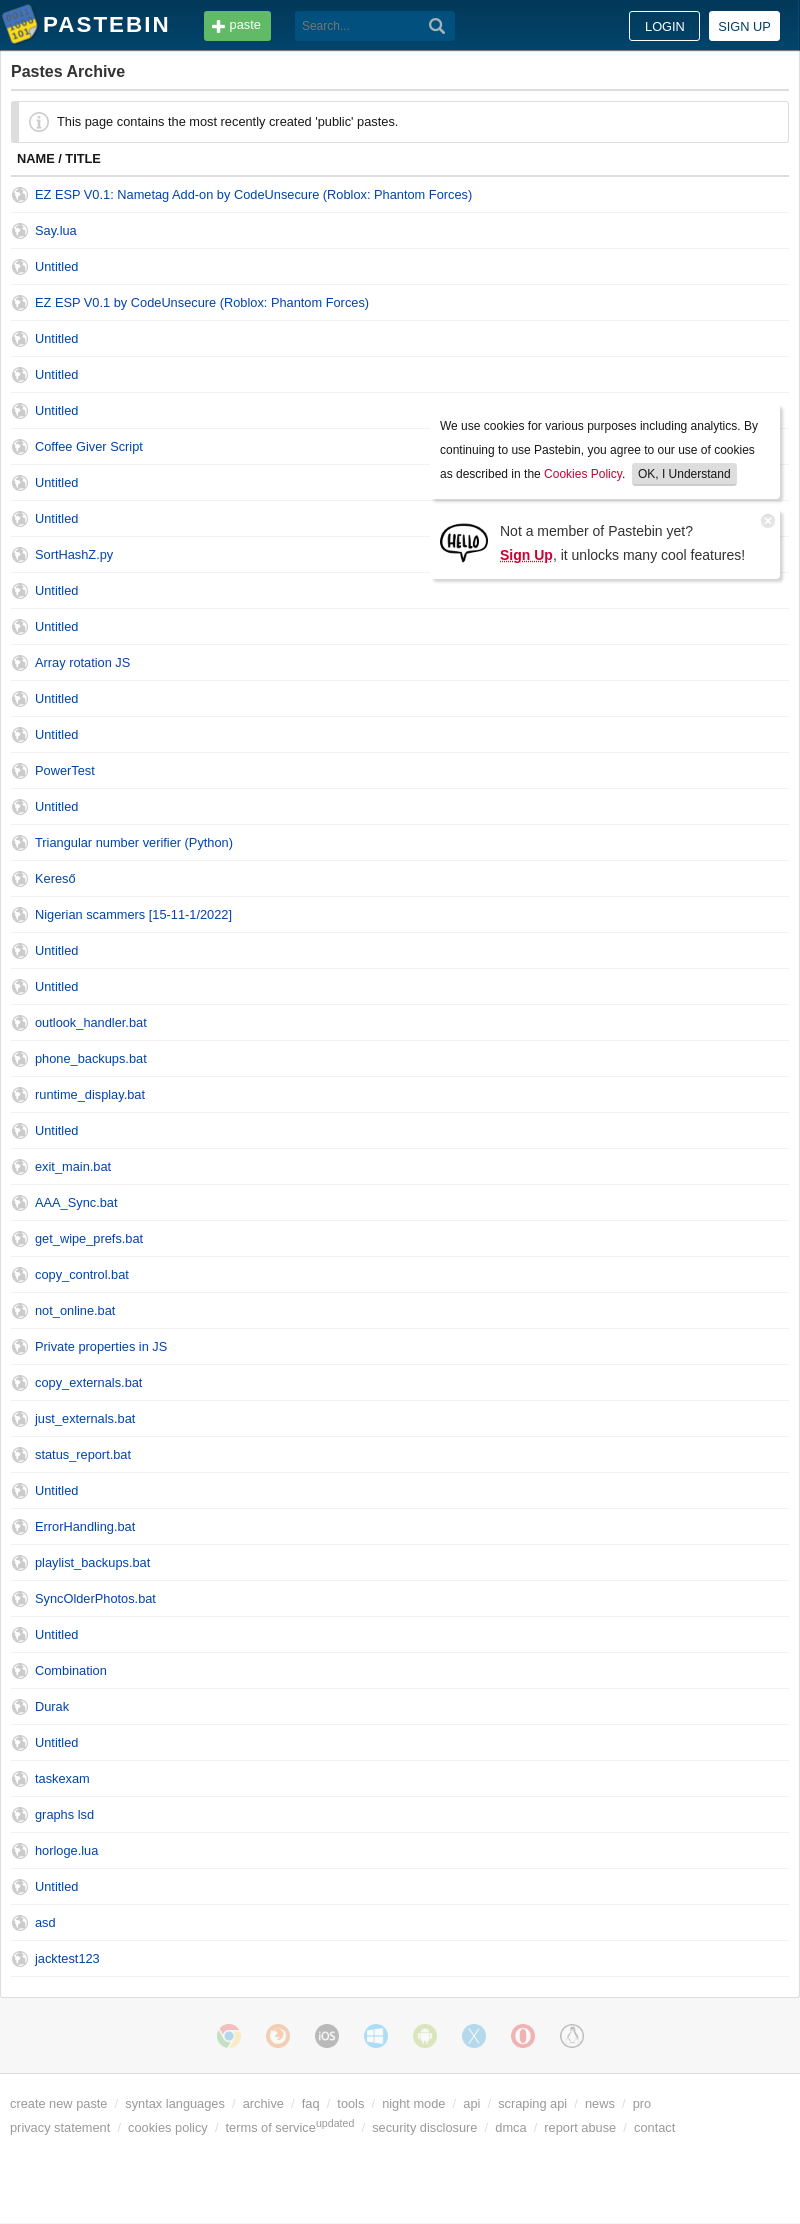 PASTEBIN
paste
Search...
LOGIN
SIGN UP
Pastes Archive
This page contains the most recently created 'public' pastes.
NAME / TITLE
EZ ESP V0.1: Nametag Add-on by CodeUnsecure (Roblox: Phantom Forces)
Say.lua
Untitled
EZ ESP V0.1 by CodeUnsecure (Roblox: Phantom Forces)
Untitled
Untitled
Untitled
Coffee Giver Script
Untitled
Untitled
SortHashZ.py
We use cookies for various purposes including analytics. By
continuing to use Pastebin, you agree to our use of cookies
as described in the Cookies Policy. OK, I Understand
HELLO
Not a member of Pastebin yet?
Sign Up, it unlocks many cool features!
Untitled
Untitled
Array rotation JS
Untitled
Untitled
PowerTest
Untitled
Triangular number verifier (Python)
Kereső
Nigerian scammers [15-11-1/2022]
Untitled
Untitled
outlook_handler.bat
phone_backups.bat
runtime_display.bat
Untitled
exit_main.bat
AAA_Sync.bat
get_wipe_prefs.bat
copy_control.bat
not_online.bat
Private properties in JS
copy_externals.bat
just_externals.bat
status_report.bat
Untitled
ErrorHandling.bat
playlist_backups.bat
SyncOlderPhotos.bat
Untitled
Combination
Durak
Untitled
taskexam
graphs lsd
horloge.lua
Untitled
asd
jacktest123
iOS
create new paste / syntax languages / archive / faq / tools / night mode / api / scraping api / news / pro
privacy statement / cookies policy / terms of service updated / security disclosure / dmca / report abuse / contact